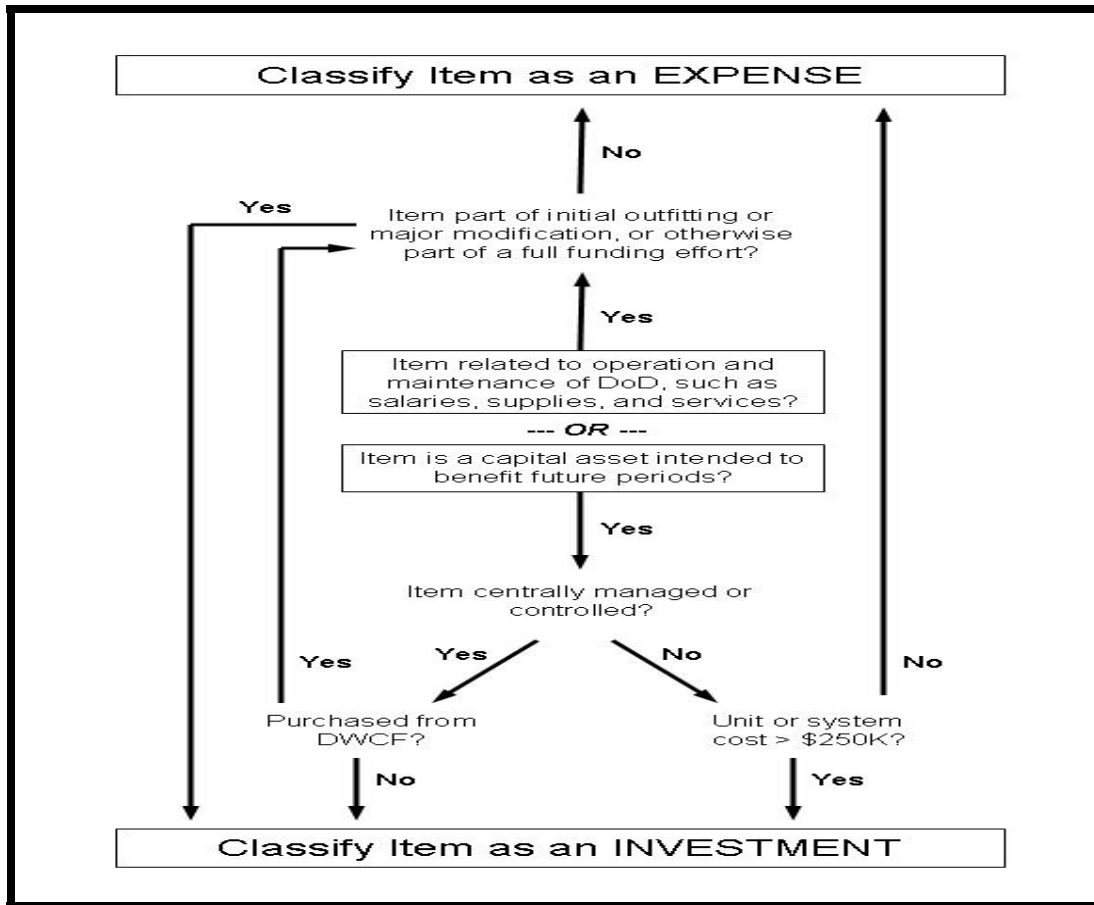 Classify Item as an EXPENSE
No
Yes
Item part of initial outfitting or
major modification, or otherwise
part of a full funding effort?
Yes
Item related to operation and
maintenance of DoD, such as
salaries, supplies, and services?
--- OR ---
Item is a capital asset intended to
benefit future periods?
Yes
Item centrally managed or
controlled?
Yes
Yes
No
No
Purchased from
DWCF?
Unit or system
cost > $250K?
No
Yes
Classify Item as an INVESTMENT